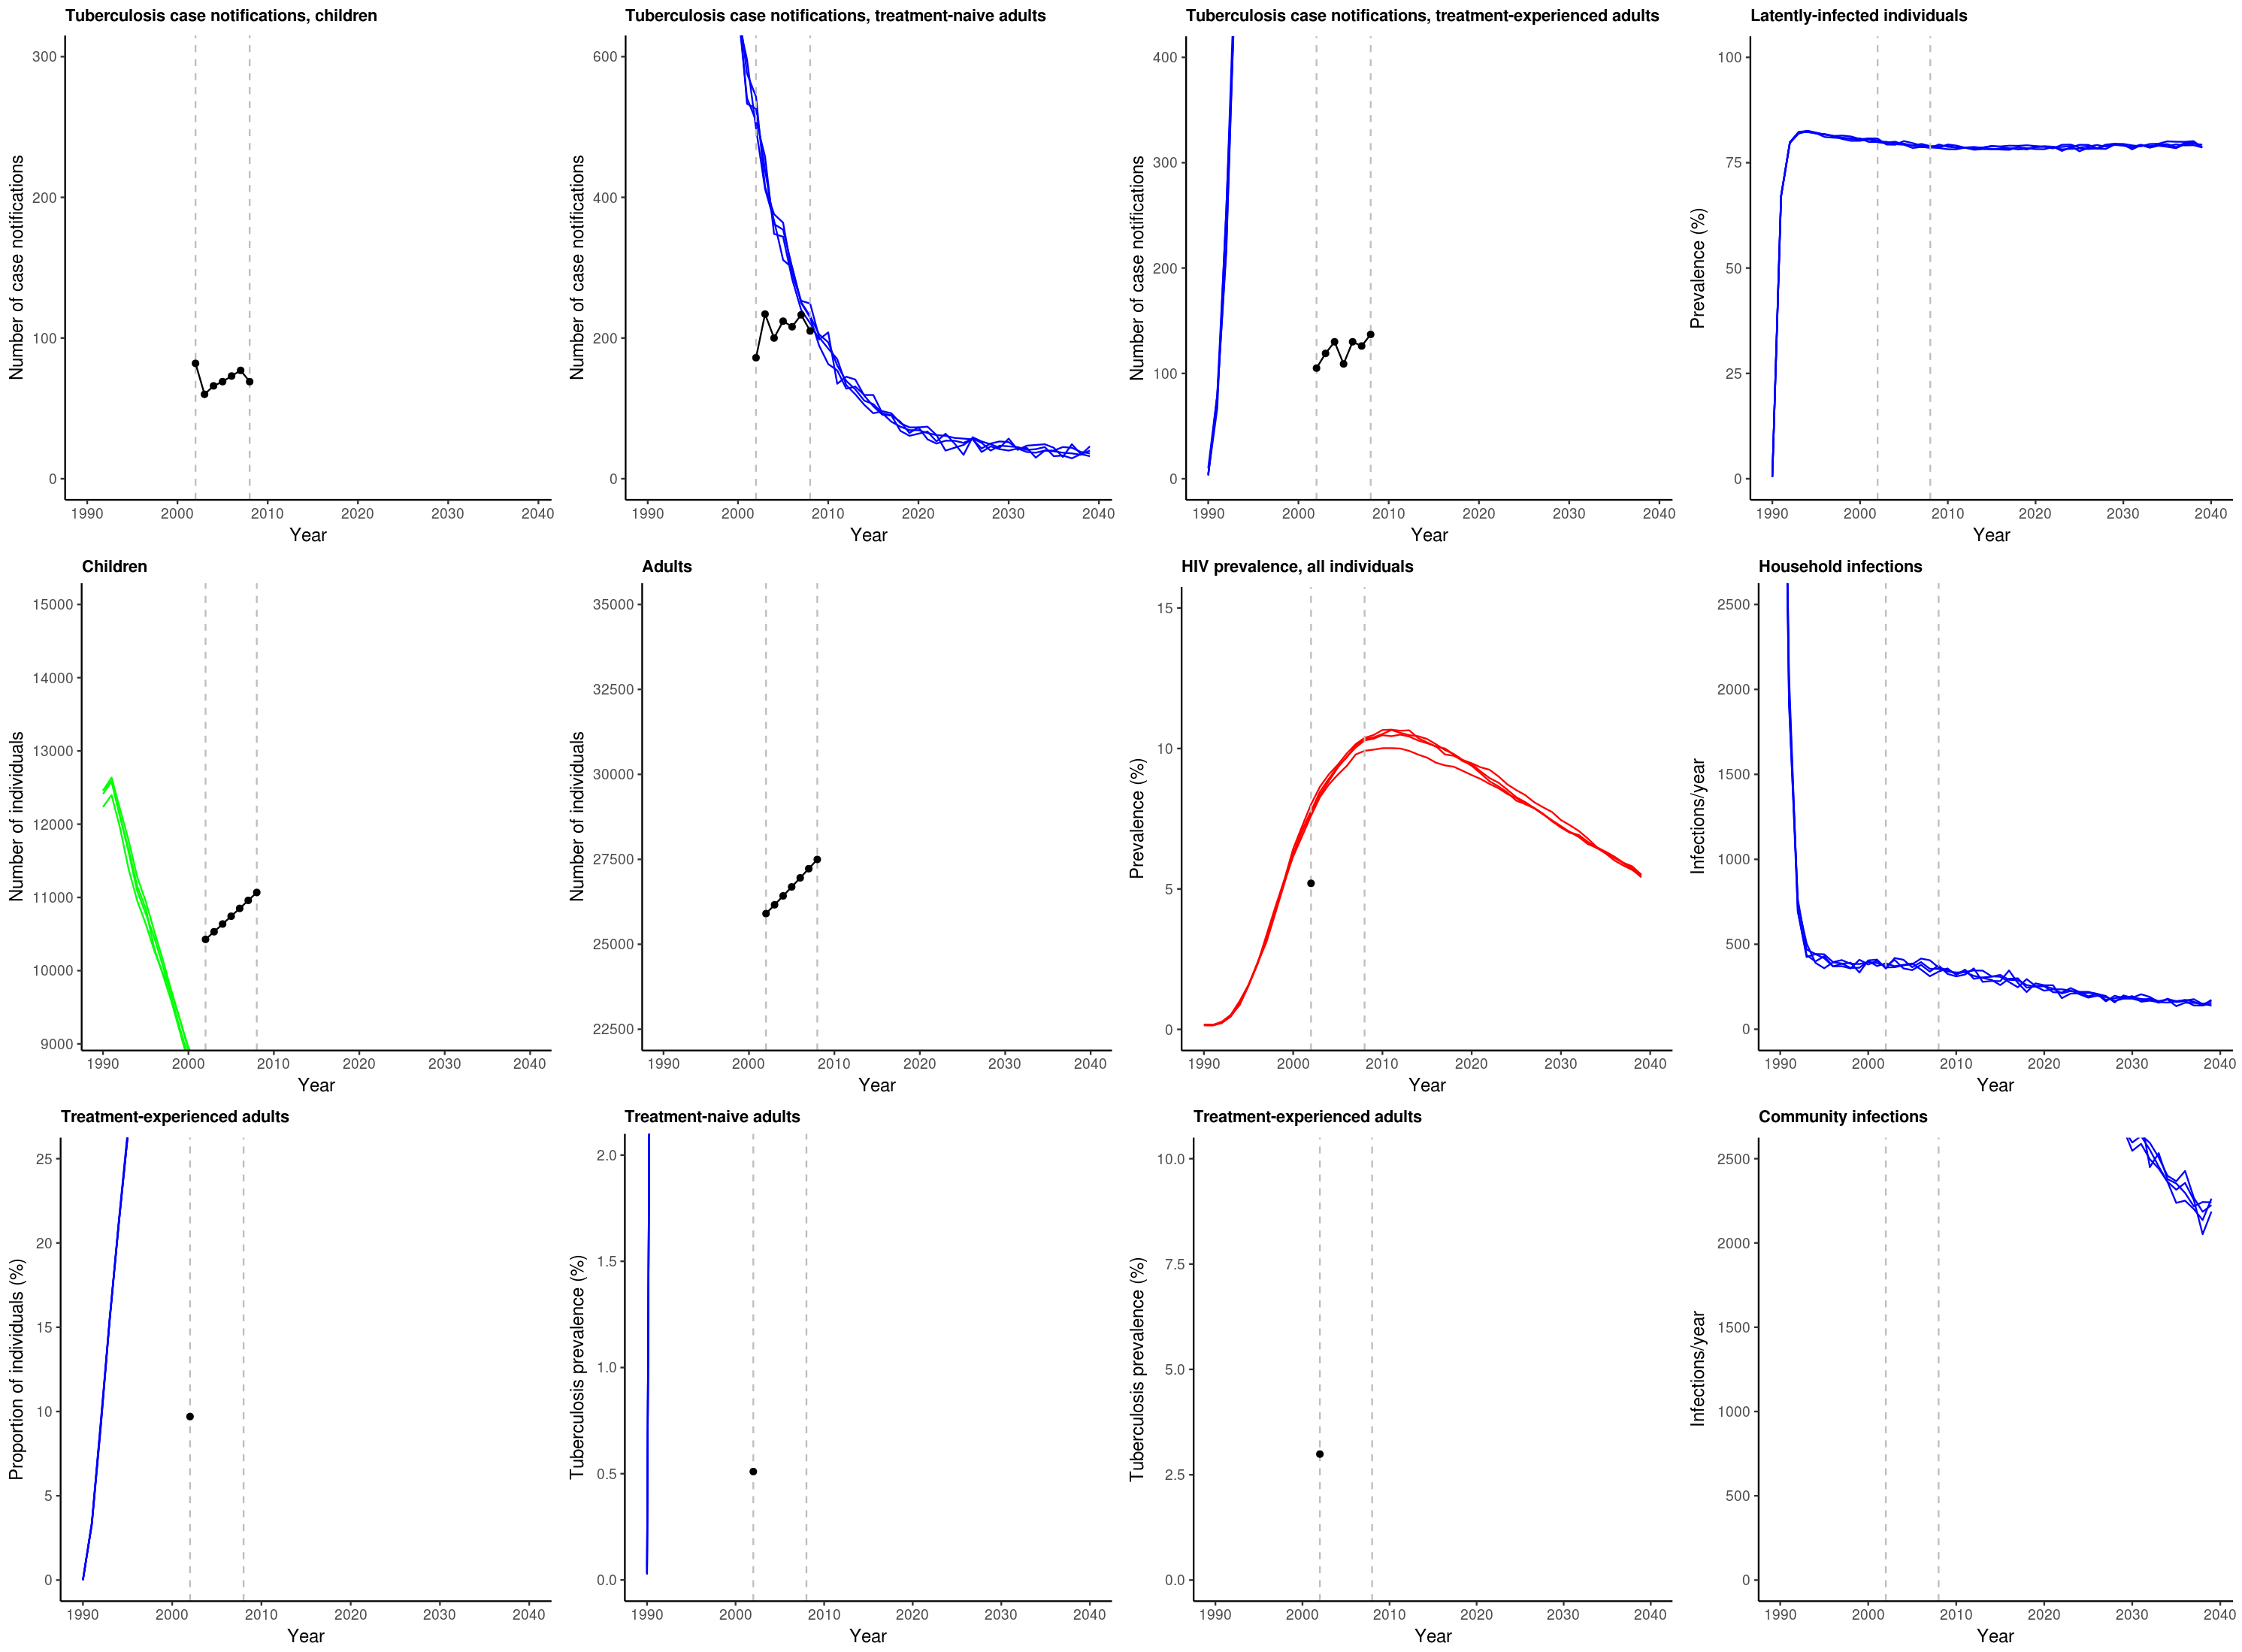 Tuberculosis case notifications, children
Number of case notifications
300
200
100
0
1990 2000 2010 2020 2030 2040
Year
Tuberculosis case notifications, treatment-naive adults
Number of case notifications
600
400
200
0
1990 2000 2010 2020 2030 2040
Year
Tuberculosis case notifications, treatment-experienced adults
Number of case notifications
400
300
200
100
0
1990 2000 2010 2020 2030 2040
Year
Latently-infected individuals
Prevalence (%)
100
75
50
25
0
1990 2000 2010 2020 2030 2040
Year
Children
Number of individuals
15000
14000
13000
12000
11000
10000
9000
1990 2000 2010 2020 2030 2040
Year
Adults
Number of individuals
35000
32500
30000
27500
25000
22500
1990 2000 2010 2020 2030 2040
Year
HIV prevalence, all individuals
Prevalence (%)
15
10
5
0
1990 2000 2010 2020 2030 2040
Year
Household infections
Infections/year
2500
2000
1500
1000
500
0
1990 2000 2010 2020 2030 2040
Year
Treatment-experienced adults
Proportion of individuals (%)
25
20
15
10
5
0
1990 2000 2010 2020 2030 2040
Year
Treatment-naive adults
Tuberculosis prevalence (%)
2.0
1.5
1.0
0.5
0.0
1990 2000 2010 2020 2030 2040
Year
Treatment-experienced adults
Tuberculosis prevalence (%)
10.0
7.5
5.0
2.5
0.0
1990 2000 2010 2020 2030 2040
Year
Community infections
Infections/year
2500
2000
1500
1000
500
0
1990 2000 2010 2020 2030 2040
Year